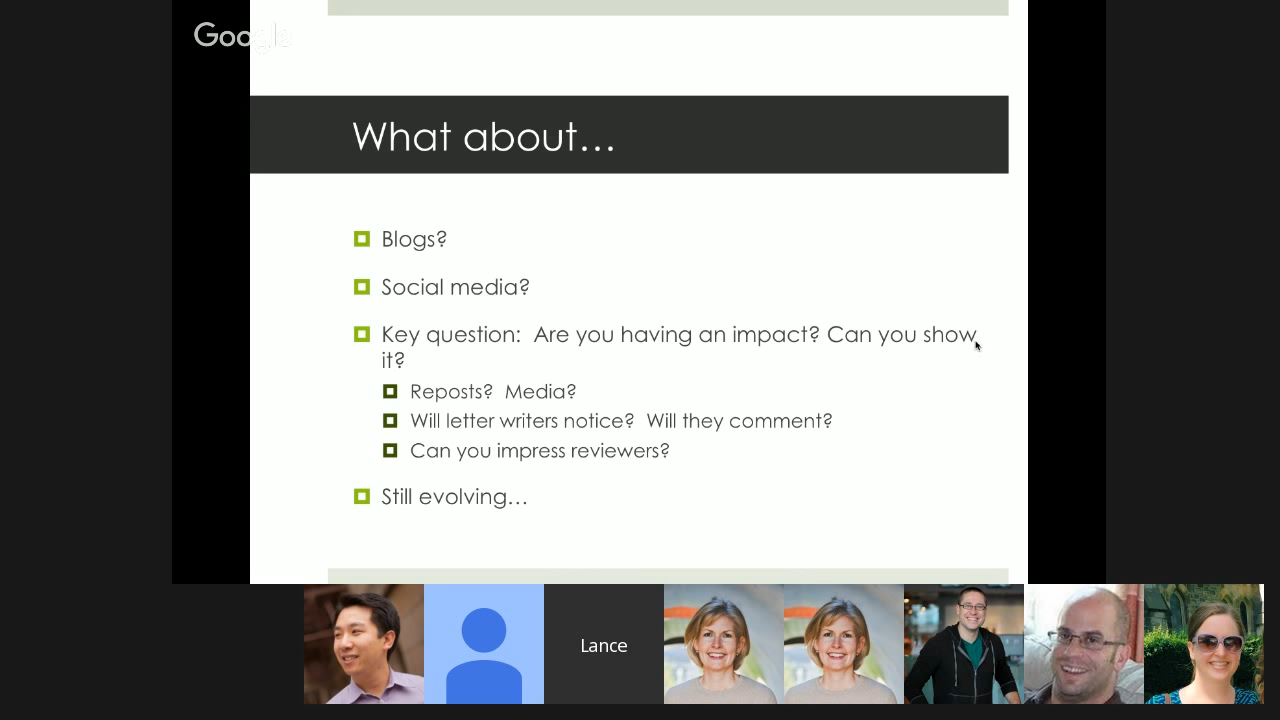 Google
What about...
Blogs?
Social media?
Key question:  Are you having an impact? Can you show
it?
Reposts?  Media?
Will letter writers notice?  Will they comment?
Can you impress reviewers?
Still evolving...
Lance